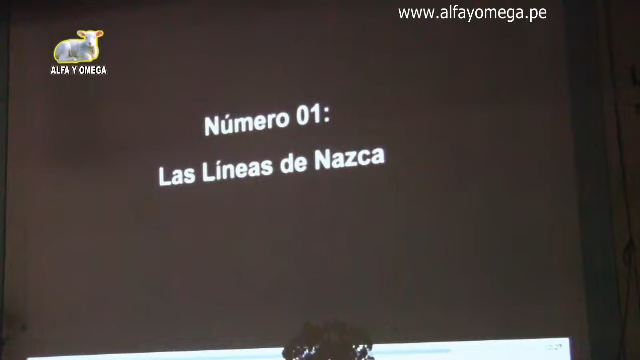 www.alfayomega.pe
ALFA Y OMEGA
Número 01:
Las Líneas de Nazca